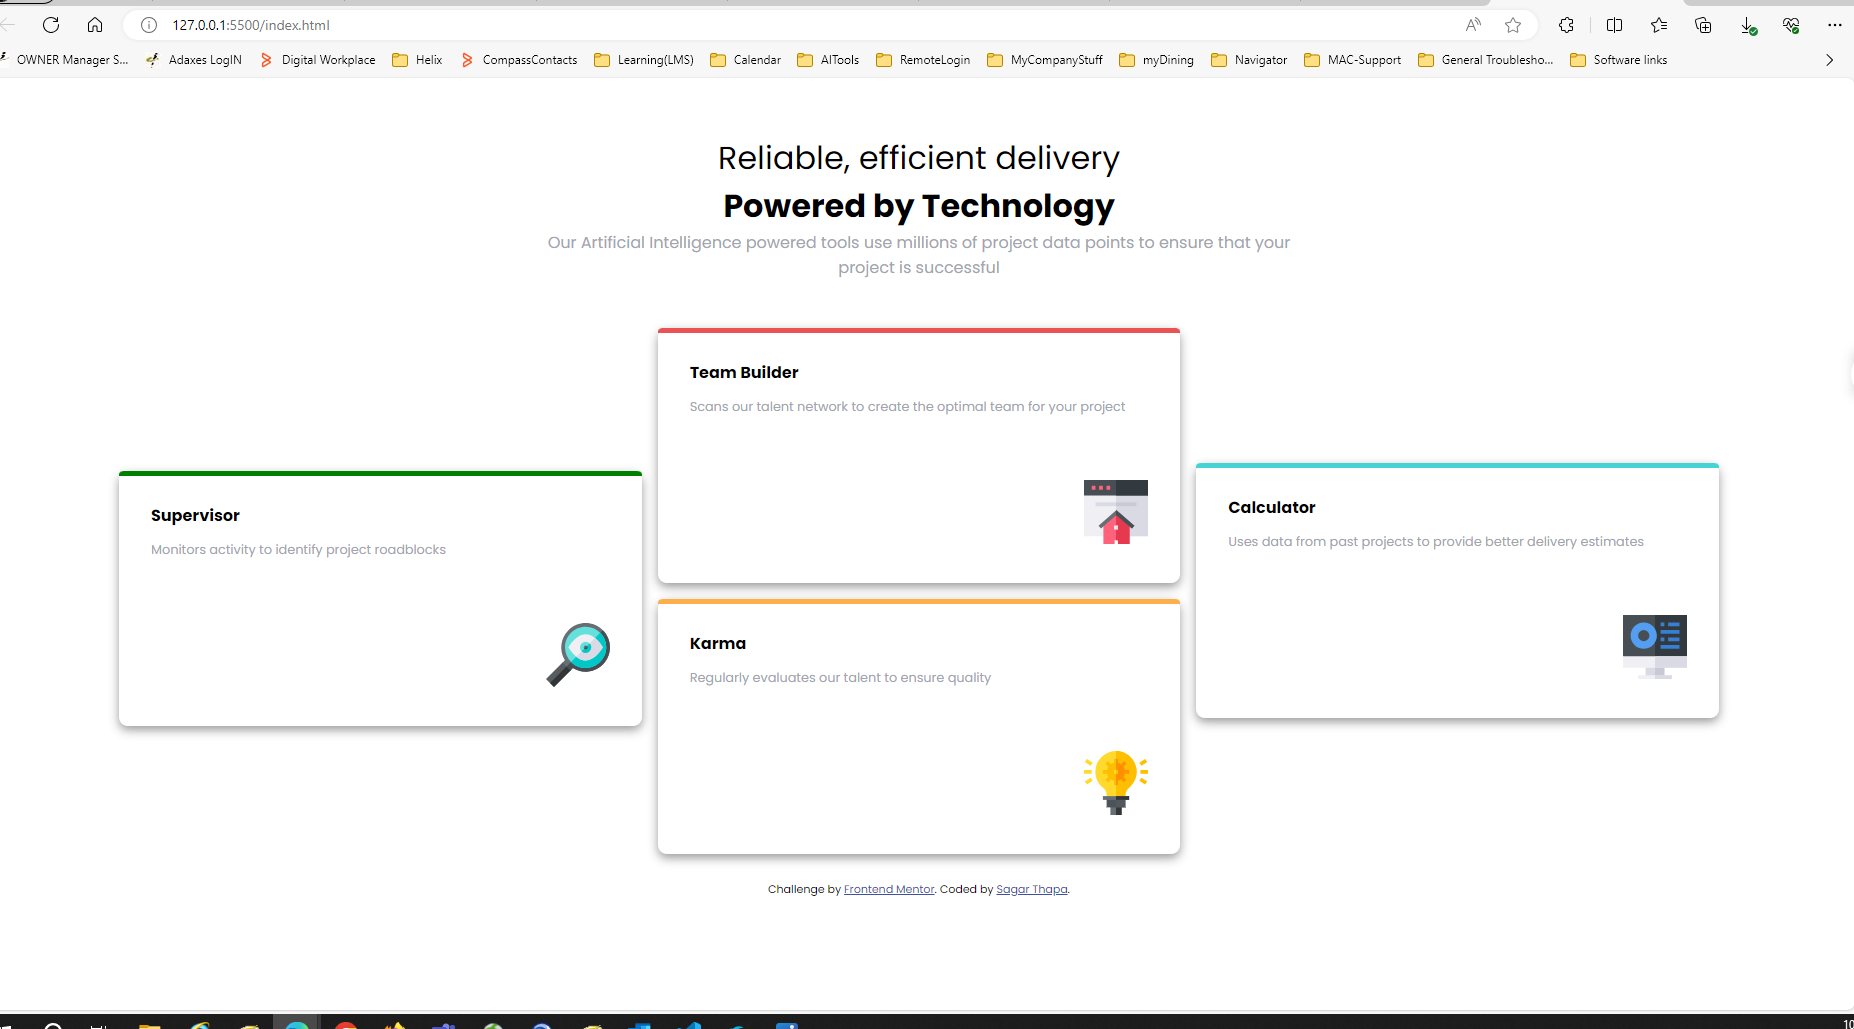 127.0.0.1:5500/index.html
OWNER Manager S... Adaxes LogIN Digital Workplace Helix CompassContacts Learning(LMS) Calendar AITools RemoteLogin MyCompanyStuff myDining Navigator MAC-Support General Troublesho... Software links
Reliable, efficient delivery
Powered by Technology
Our Artificial Intelligence powered tools use millions of project data points to ensure that your
project is successful
Team Builder
Scans our talent network to create the optimal team for your project
Supervisor
Monitors activity to identify project roadblocks
Calculator
Uses data from past projects to provide better delivery estimates
Karma
Regularly evaluates our talent to ensure quality
Challenge by Frontend Mentor. Coded by Sagar Thapa.